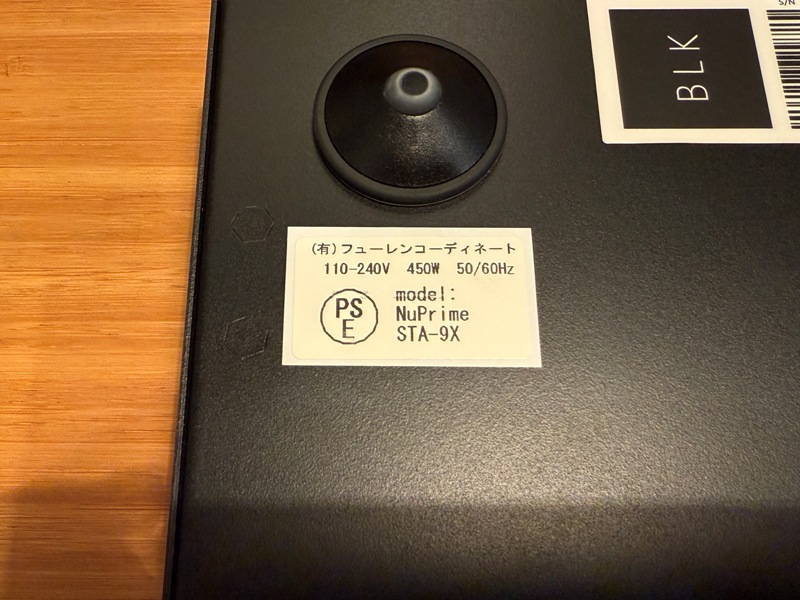 (有)フューレンコーディネート
110-240V 450W 50/60Hz
PS
E
model:
NuPrime
STA-9X
BLK
S/N